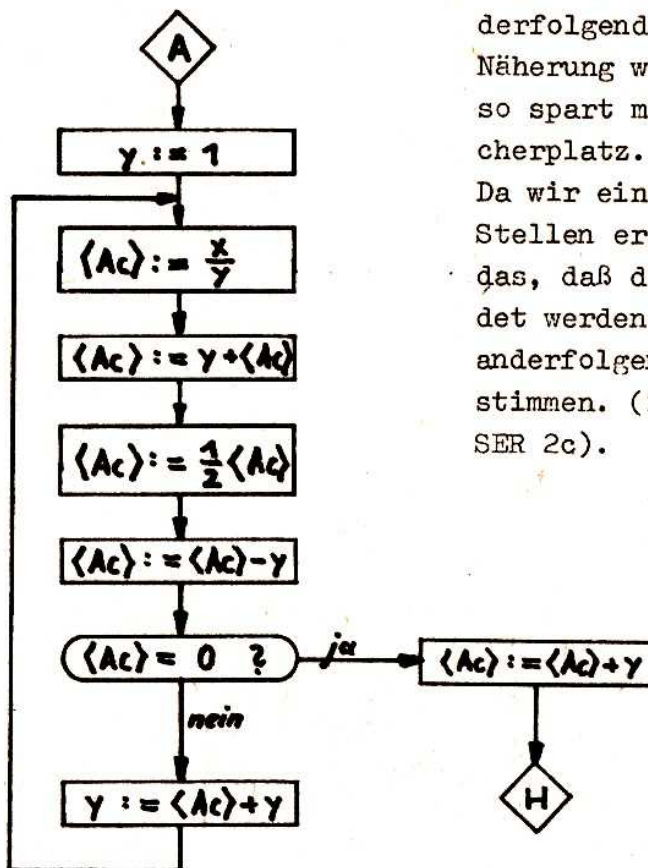 A
y := 1
⟨Ac⟩ := x/y
⟨Ac⟩ := y + ⟨Ac⟩
⟨Ac⟩ := 1/2 ⟨Ac⟩
⟨Ac⟩ := ⟨Ac⟩ - y
⟨Ac⟩ = 0 ?
ja
⟨Ac⟩ := ⟨Ac⟩ + y
nein
y := ⟨Ac⟩ + y
H
derfolgend
Näherung w
so spart m
cherplatz.
Da wir ein
Stellen er
das, daß d
det werden
anderfolge
stimmen. (
SER 2c).